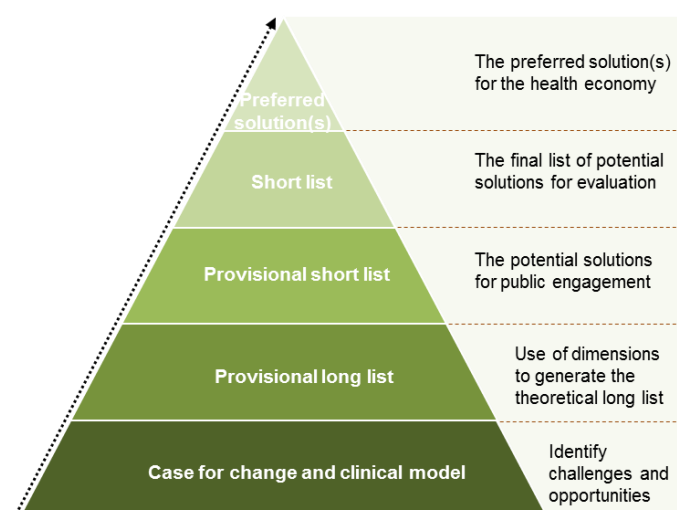 Preferred
solution(s)
The preferred solution(s)
for the health economy
Short list
The final list of potential
solutions for evaluation
Provisional short list
The potential solutions
for public engagement
Provisional long list
Use of dimensions
to generate the
theoretical long list
Case for change and clinical model
Identify
challenges and
opportunities